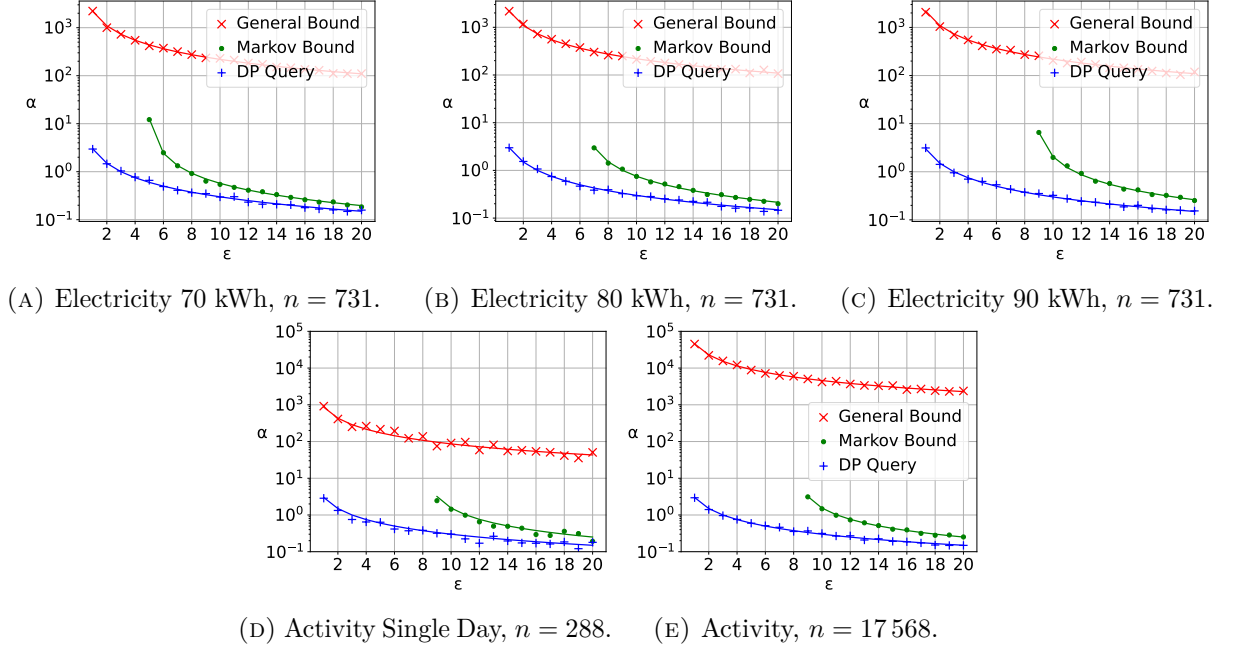 10³
10²
10¹
10⁰
10⁻¹
α
General Bound
Markov Bound
DP Query
2 4 6 8 10 12 14 16 18 20
ε
10³
10²
10¹
10⁰
10⁻¹
α
General Bound
Markov Bound
DP Query
2 4 6 8 10 12 14 16 18 20
ε
10³
10²
10¹
10⁰
10⁻¹
α
General Bound
Markov Bound
DP Query
2 4 6 8 10 12 14 16 18 20
ε
(A) Electricity 70 kWh, n = 731.
(B) Electricity 80 kWh, n = 731.
(C) Electricity 90 kWh, n = 731.
10⁵
10⁴
10³
10²
10¹
10⁰
10⁻¹
α
2 4 6 8 10 12 14 16 18 20
ε
10⁵
10⁴
10³
10²
10¹
10⁰
10⁻¹
α
General Bound
Markov Bound
DP Query
2 4 6 8 10 12 14 16 18 20
ε
(D) Activity Single Day, n = 288.
(E) Activity, n = 17 568.